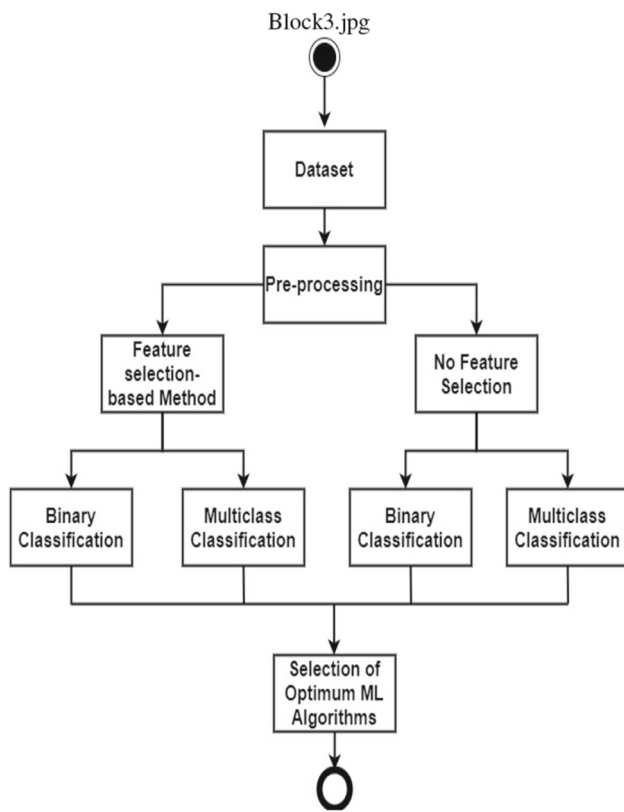 Block3.jpg
Dataset
Pre-processing
Feature
selection-
based Method
No Feature
Selection
Binary
Classification
Multiclass
Classification
Binary
Classification
Multiclass
Classification
Selection of
Optimum ML
Algorithms